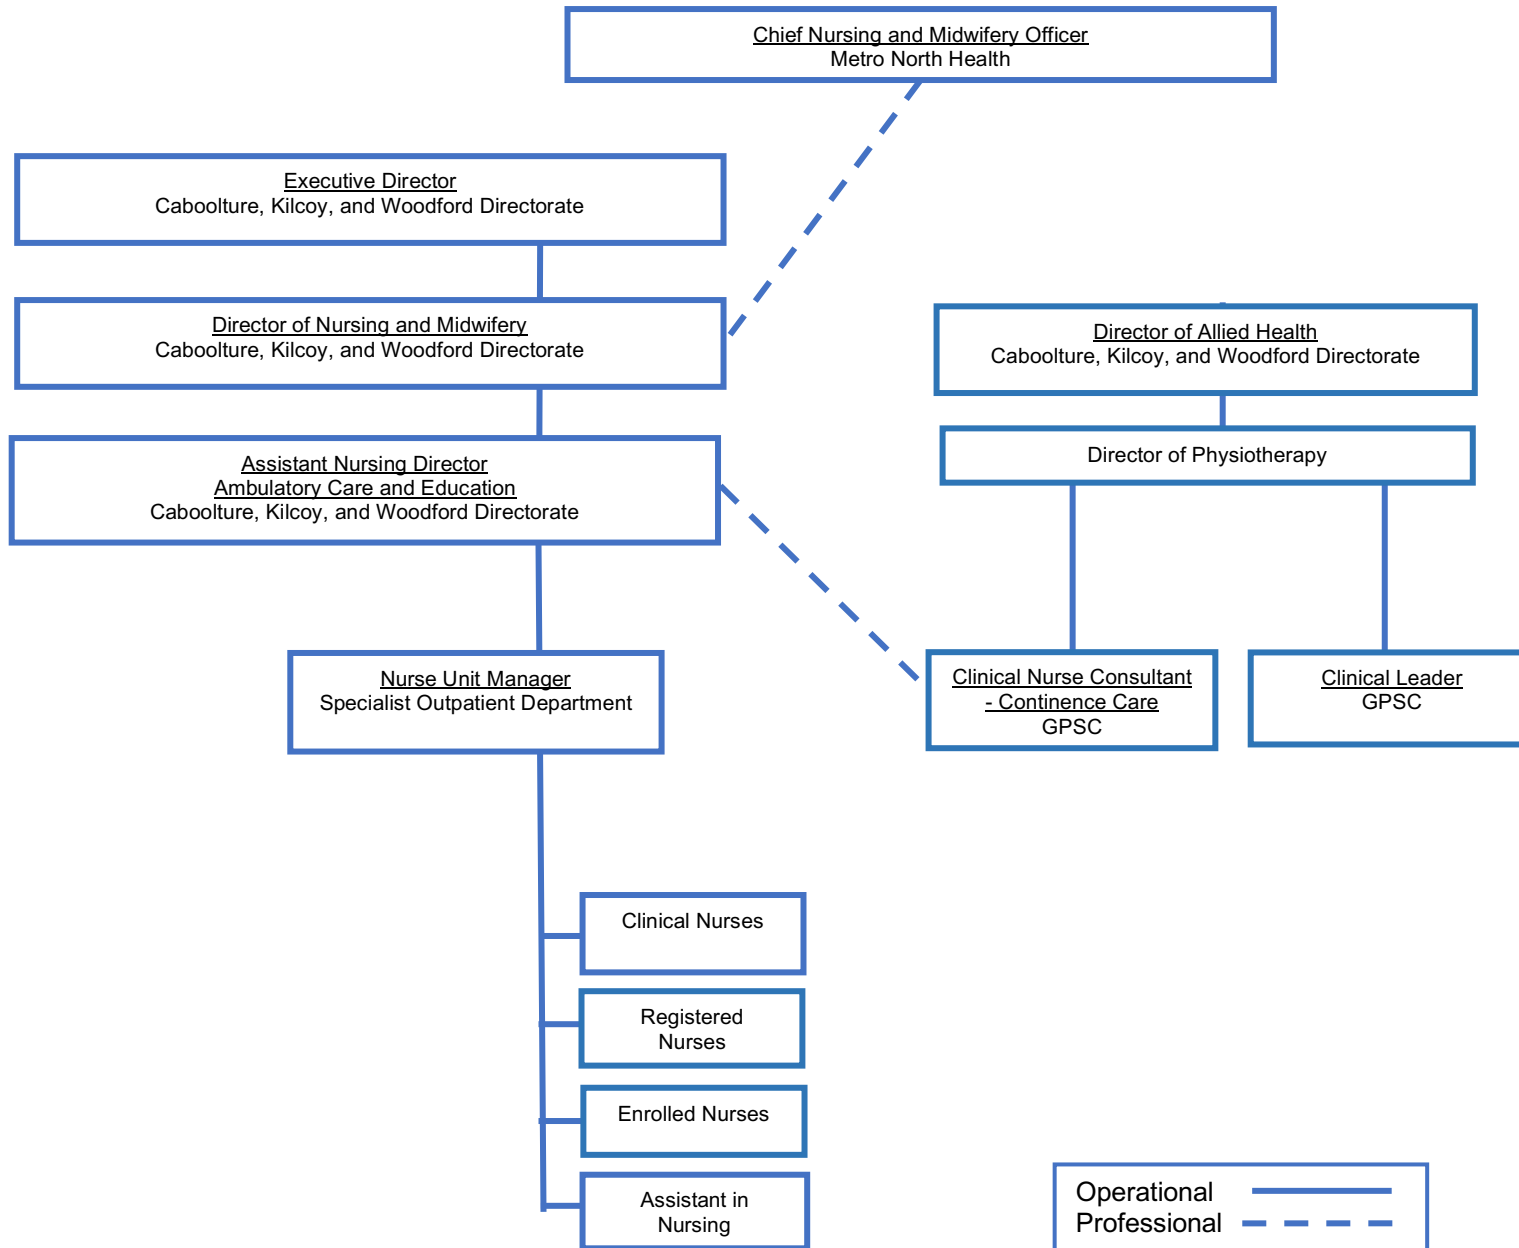 Chief Nursing and Midwifery Officer
Metro North Health
Executive Director
Caboolture, Kilcoy, and Woodford Directorate
Director of Nursing and Midwifery
Caboolture, Kilcoy, and Woodford Directorate
Director of Allied Health
Caboolture, Kilcoy, and Woodford Directorate
Assistant Nursing Director
Ambulatory Care and Education
Caboolture, Kilcoy, and Woodford Directorate
Director of Physiotherapy
Nurse Unit Manager
Specialist Outpatient Department
Clinical Nurse Consultant
- Continence Care
GPSC
Clinical Leader
GPSC
Clinical Nurses
Registered
Nurses
Enrolled Nurses
Assistant in
Nursing
Operational
Professional